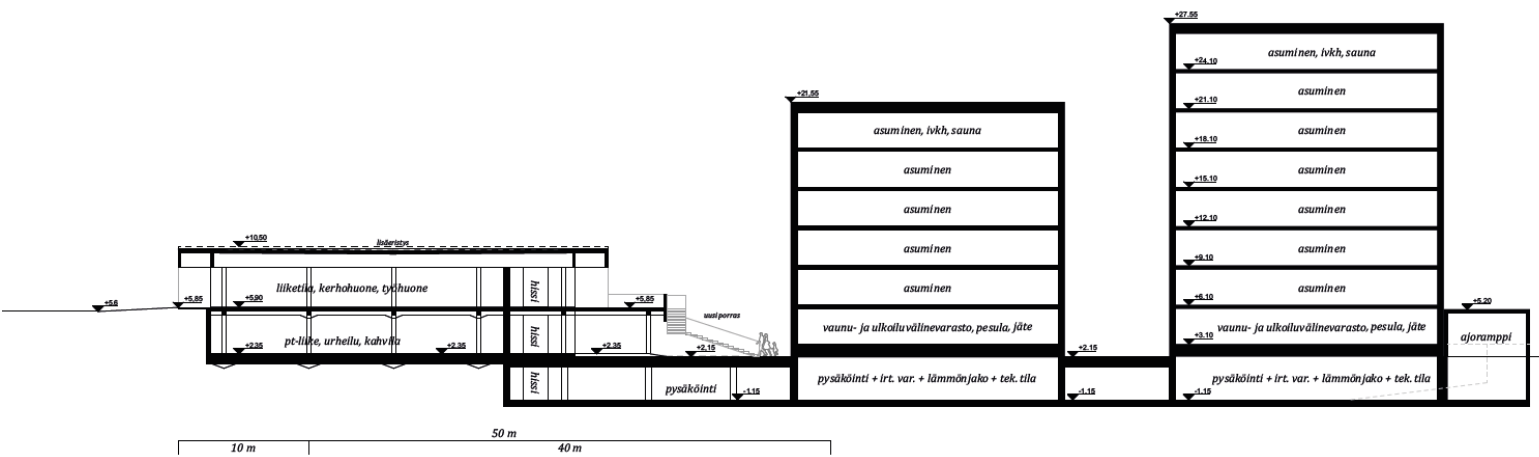 +27.55
asuminen, ivkh, sauna
+24.10
asuminen
+21.10
asuminen
+18.10
asuminen
+15.10
asuminen
+12.10
asuminen
+9.10
asuminen
+6.10
vaunu- ja ulkoiluvälinevarasto, pesula, jäte
+3.10
pysäköinti + irt. var. + lämmönjako + tek. tila
-1.15
+5.20
ajoramppi
+21.55
asuminen, ivkh, sauna
asuminen
asuminen
asuminen
asuminen
vaunu- ja ulkoiluvälinevarasto, pesula, jäte
pysäköinti + irt. var. + lämmönjako + tek. tila
+2.15
-1.15
+10,50
lisäeristys
+5.6
+5,85
+5,90
liiketila, kerhohuone, työhuone
hissi
+5,85
uusi porras
+2.35
pt-liike, urheilu, kahvila
+2.35
hissi
+2.35
+2,15
hissi
pysäköinti
-1.15
50 m
10 m
40 m